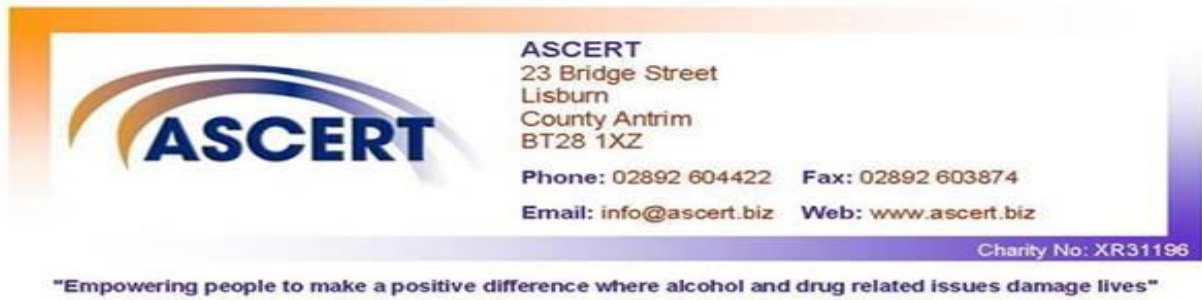 ASCERT
ASCERT
23 Bridge Street
Lisburn
County Antrim
BT28 1XZ
Phone: 02892 604422 Fax: 02892 603874
Email: info@ascert.biz Web: www.ascert.biz
Charity No: XR31196
"Empowering people to make a positive difference where alcohol and drug related issues damage lives"